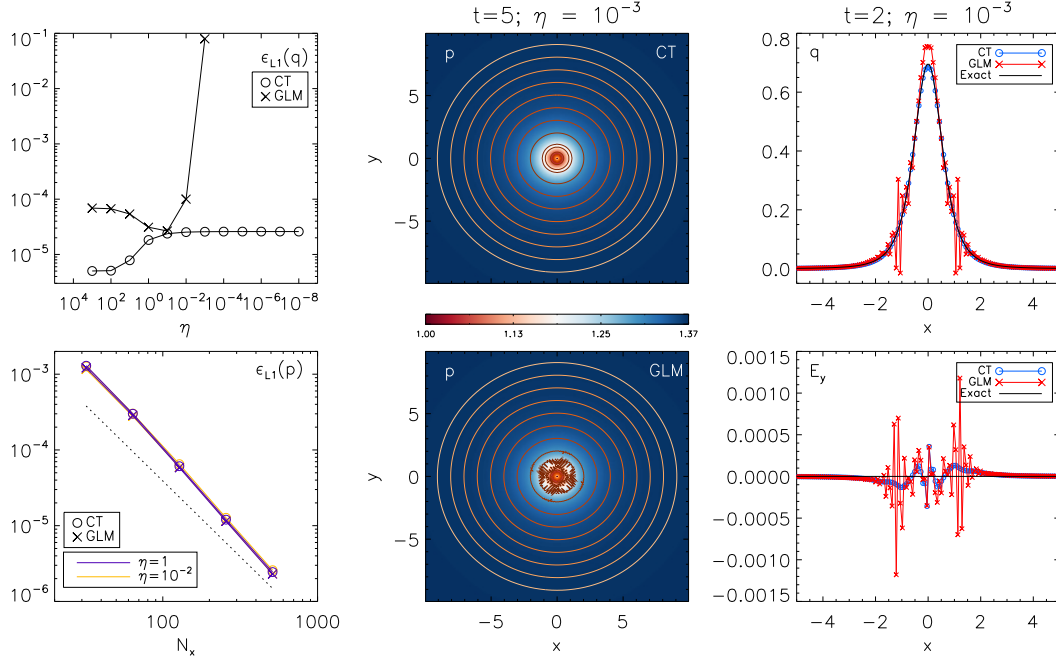 t=5; η = 10⁻³
t=2; η = 10⁻³
10⁻¹
10⁻²
10⁻³
10⁻⁴
10⁻⁵
ϵ_L1(q)
CT
GLM
10⁴ 10² 10⁰ 10⁻² 10⁻⁴ 10⁻⁶ 10⁻⁸
η
p CT
5
0
−5
y
1.00 1.13 1.25 1.37
0.8
0.6
0.4
0.2
0.0
q
CT
GLM
Exact
−4 −2 0 2 4
x
10⁻³
10⁻⁴
10⁻⁵
10⁻⁶
ϵ_L1(p)
CT
GLM
η=1
η=10⁻²
100 1000
N_x
p GLM
5
0
−5
y
−5 0 5
x
0.0015
0.0010
0.0005
0.0000
−0.0005
−0.0010
−0.0015
E_y
CT
GLM
Exact
−4 −2 0 2 4
x